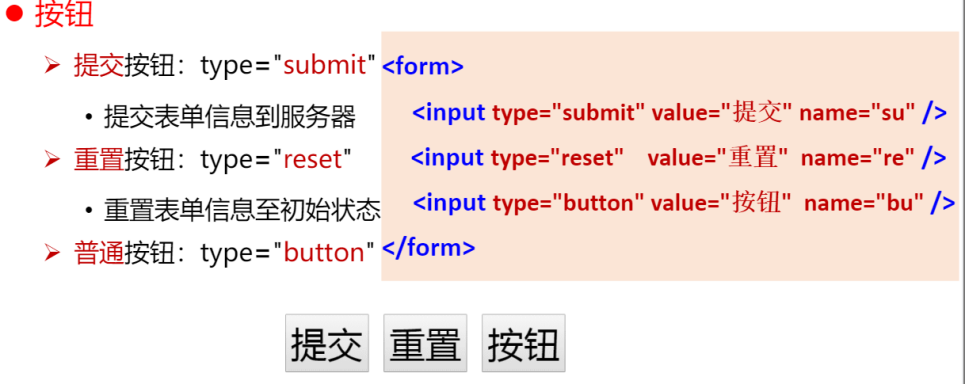 ● 按钮
➢ 提交按钮：type="submit"
• 提交表单信息到服务器
➢ 重置按钮：type="reset"
• 重置表单信息至初始状态
➢ 普通按钮：type="button"
<form>
<input type="submit" value="提交" name="su" />
<input type="reset" value="重置" name="re" />
<input type="button" value="按钮" name="bu" />
</form>
提交 重置 按钮